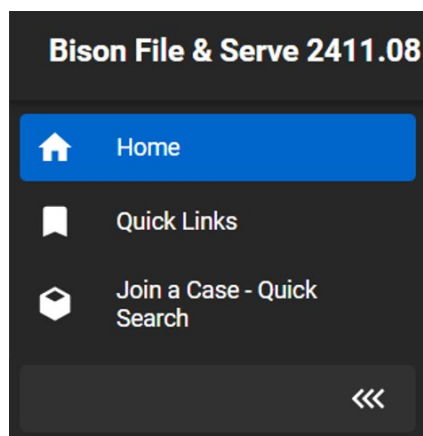 Bison File & Serve 2411.08
Home
Quick Links
Join a Case - Quick
Search